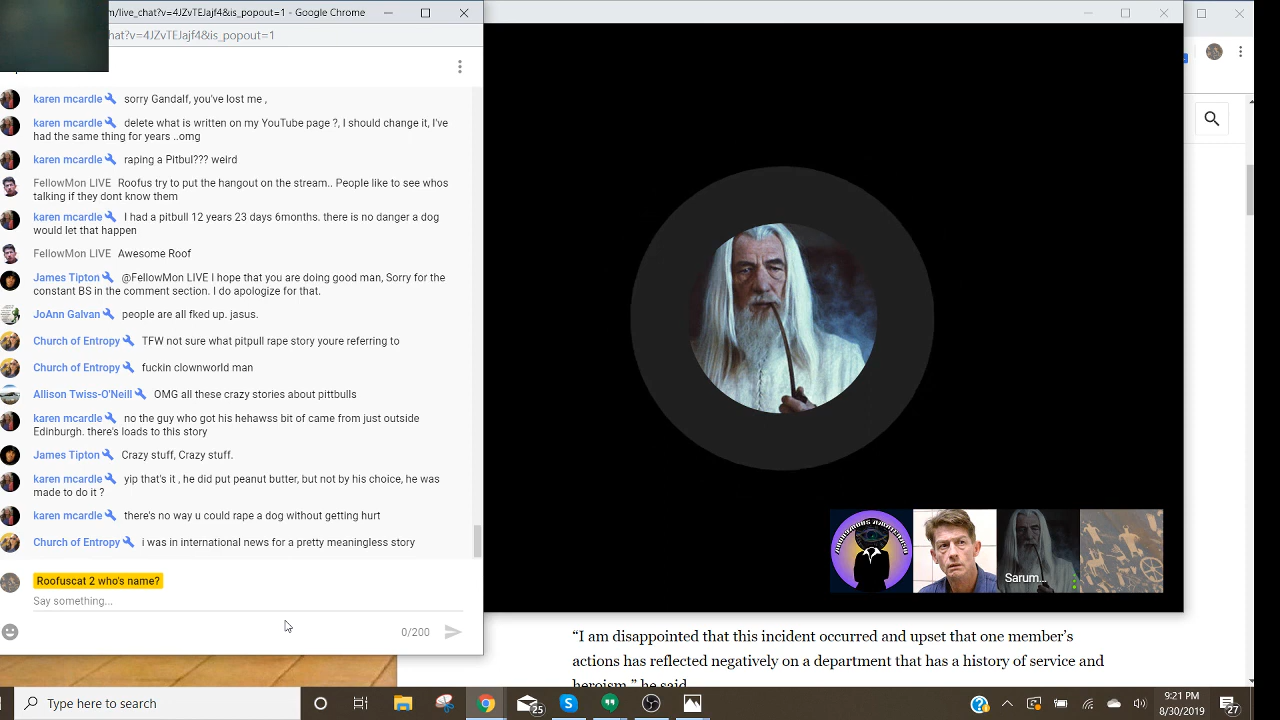 m/live_chat?v=4JZvTEJajf4&is_popout=1 - Google Chrome
hat?v=4JZvTEJajf4&is_popout=1
karen mcardle sorry Gandalf, you've lost me ,
karen mcardle delete what is written on my YouTube page ?, I should change it, I've
had the same thing for years ..omg
karen mcardle raping a Pitbul??? weird
FellowMon LIVE Roofus try to put the hangout on the stream.. People like to see whos
talking if they dont know them
karen mcardle I had a pitbull 12 years 23 days 6months. there is no danger a dog
would let that happen
FellowMon LIVE Awesome Roof
James Tipton @FellowMon LIVE I hope that you are doing good man, Sorry for the
constant BS in the comment section. I do apologize for that.
JoAnn Galvan people are all fked up. jasus.
Church of Entropy TFW not sure what pitpull rape story youre referring to
Church of Entropy fuckin clownworld man
Allison Twiss-O'Neill OMG all these crazy stories about pittbulls
karen mcardle no the guy who got his hehawss bit of came from just outside
Edinburgh. there's loads to this story
James Tipton Crazy stuff, Crazy stuff.
karen mcardle yip that's it , he did put peanut butter, but not by his choice, he was
made to do it ?
karen mcardle there's no way u could rape a dog without getting hurt
Church of Entropy i was in international news for a pretty meaningless story
Roofuscat 2 who's name?
Say something...
0/200
Sarum...
“I am disappointed that this incident occurred and upset that one member’s
actions has reflected negatively on a department that has a history of service and
heroism,” he said
Type here to search
25
9:21 PM
8/30/2019
27